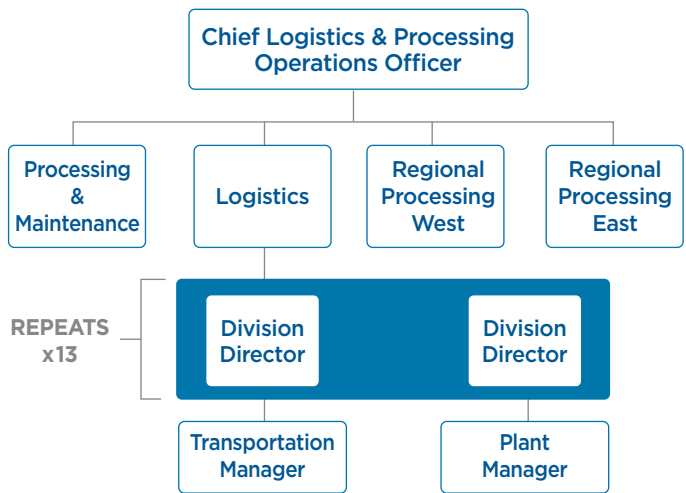 Chief Logistics & Processing
Operations Officer
Processing
&
Maintenance
Logistics
Regional
Processing
West
Regional
Processing
East
REPEATS
x13
Division
Director
Division
Director
Transportation
Manager
Plant
Manager